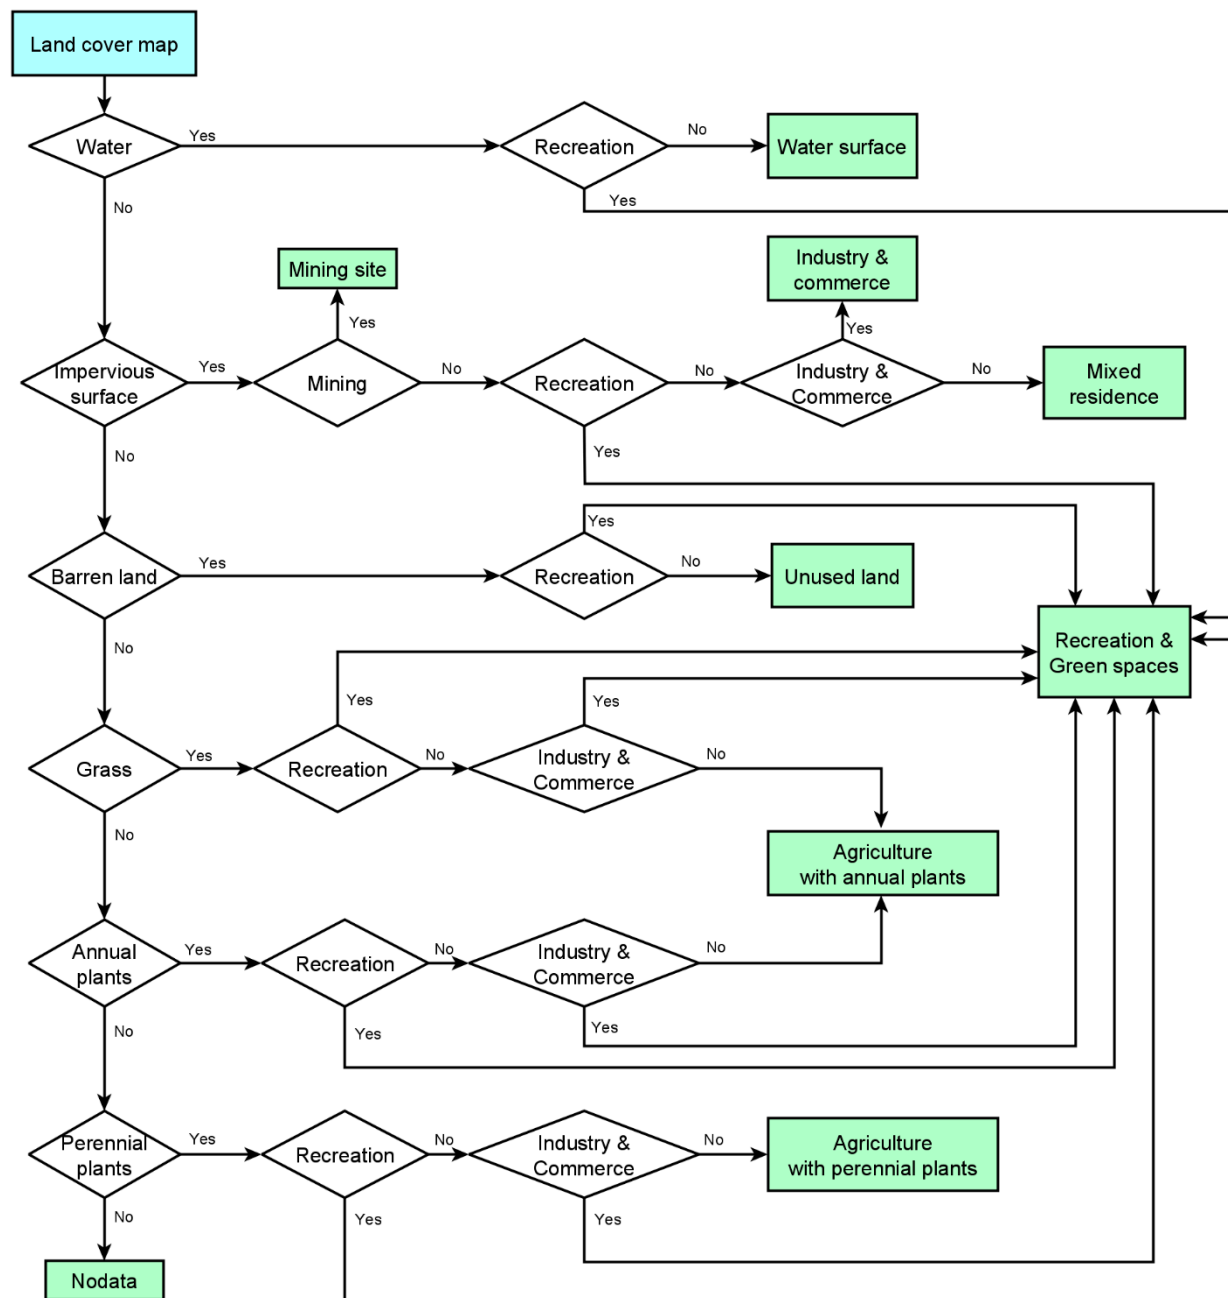 Land cover map
Water
Yes
Recreation
No
Water surface
Yes
No
Mining site
Industry &
commerce
Yes
Yes
Impervious
surface
Yes
Mining
No
Recreation
No
Industry &
Commerce
No
Mixed
residence
No
Yes
Yes
Barren land
Yes
Recreation
No
Unused land
No
Recreation &
Green spaces
Yes
Yes
Grass
Yes
Recreation
No
Industry &
Commerce
No
No
Agriculture
with annual plants
Annual
plants
Yes
Recreation
No
Industry &
Commerce
No
No
Yes
Yes
Perennial
plants
Yes
Recreation
No
Industry &
Commerce
No
Agriculture
with perennial plants
No
Yes
Yes
Nodata